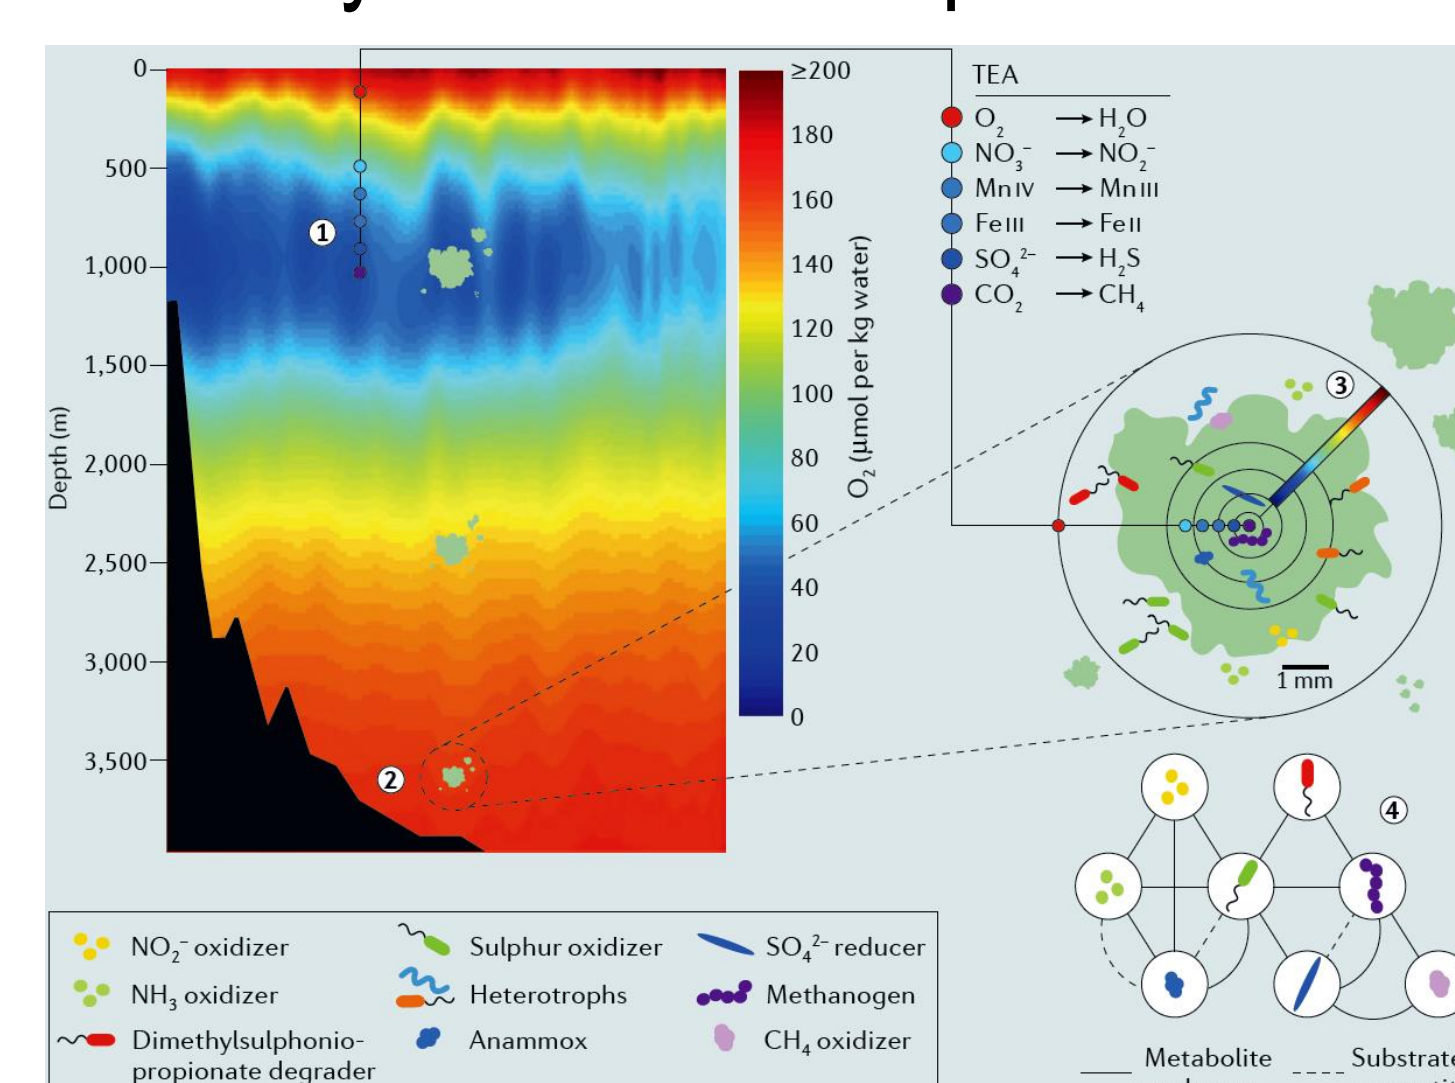 0
500
1,000
1,500
2,000
2,500
3,000
3,500
Depth (m)
1
2
≥200
180
160
140
120
100
80
60
40
20
0
O₂ (μmol per kg water)
TEA
O₂ → H₂O
NO₃⁻ → NO₂⁻
Mn IV → Mn III
Fe III → Fe II
SO₄²⁻ → H₂S
CO₂ → CH₄
3
1 mm
4
NO₂⁻ oxidizer
NH₃ oxidizer
Dimethylsulphonio-
propionate degrader
Sulphur oxidizer
Heterotrophs
Anammox
SO₄²⁻ reducer
Methanogen
CH₄ oxidizer
Metabolite
Substrate